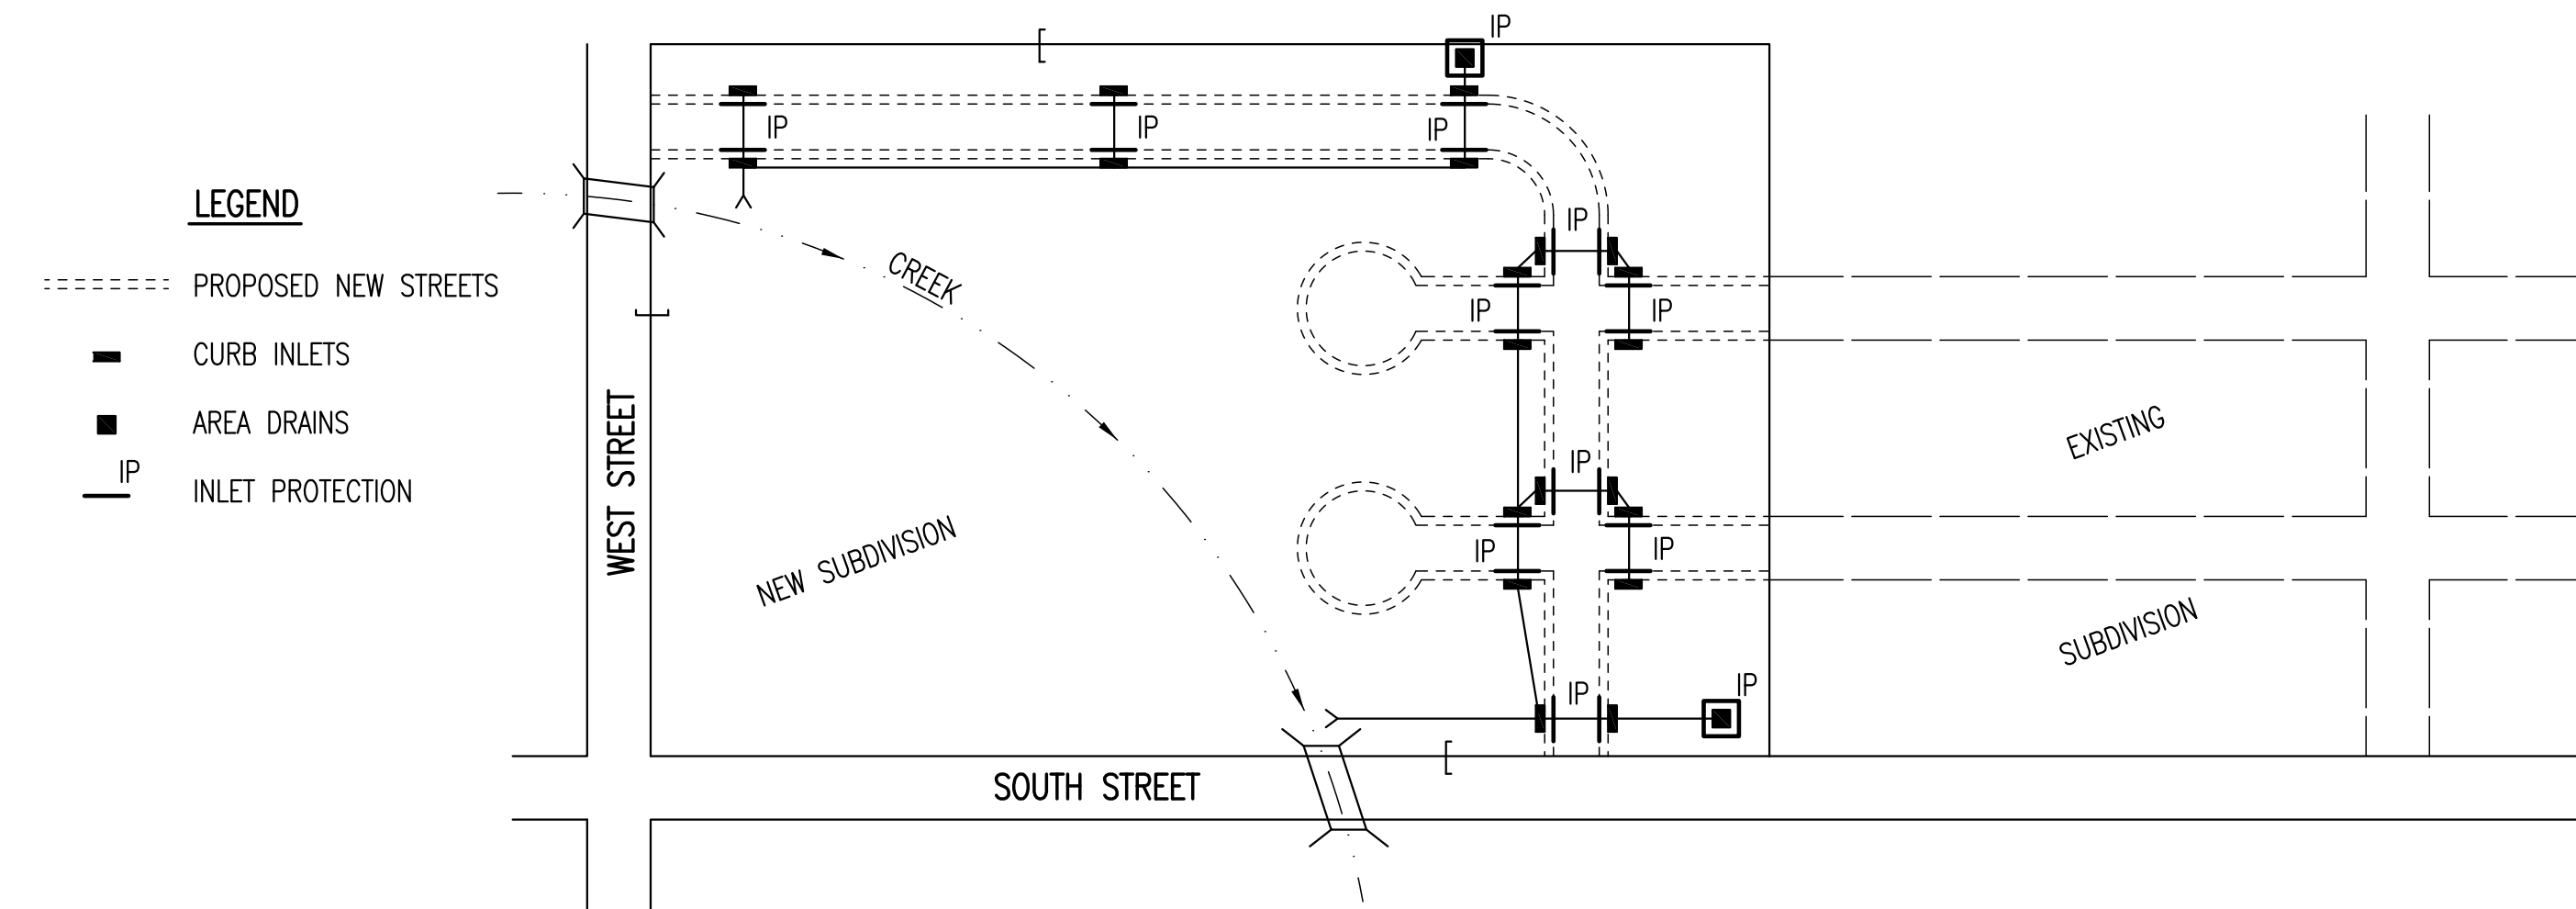 LEGEND
PROPOSED NEW STREETS
CURB INLETS
AREA DRAINS
IP
INLET PROTECTION
WEST STREET
IP
IP
IP
IP
CREEK
IP
IP
IP
NEW SUBDIVISION
IP
IP
IP
IP
IP
SOUTH STREET
EXISTING
SUBDIVISION